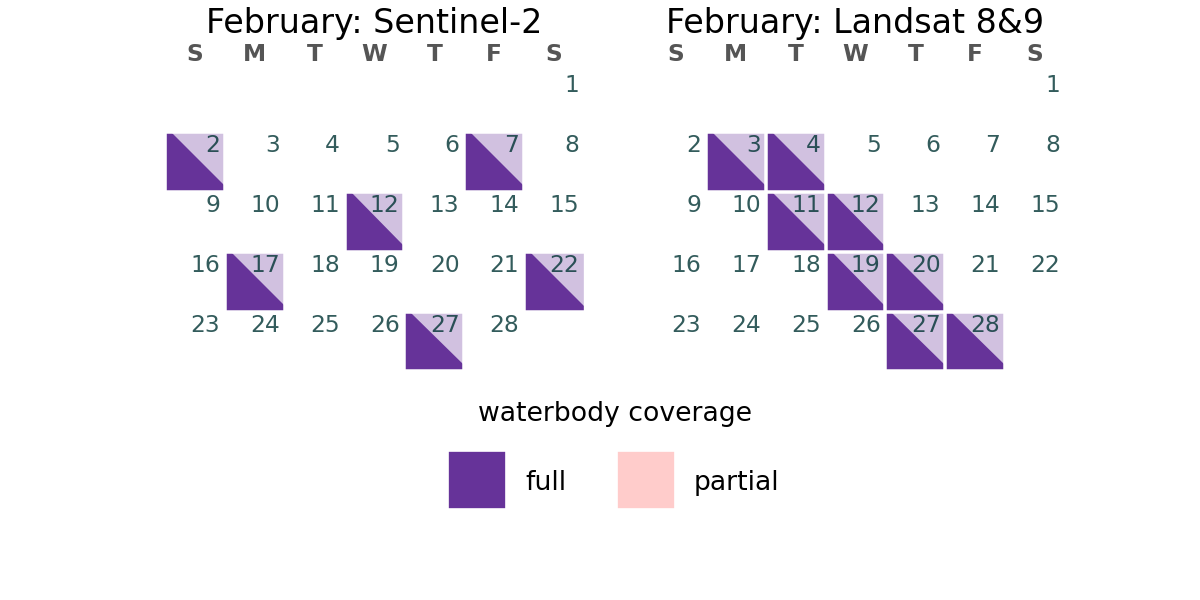 February: Sentinel-2
S M T W T F S
1
2 3 4 5 6 7 8
9 10 11 12 13 14 15
16 17 18 19 20 21 22
23 24 25 26 27 28
February: Landsat 8&9
S M T W T F S
1
2 3 4 5 6 7 8
9 10 11 12 13 14 15
16 17 18 19 20 21 22
23 24 25 26 27 28
waterbody coverage
full partial